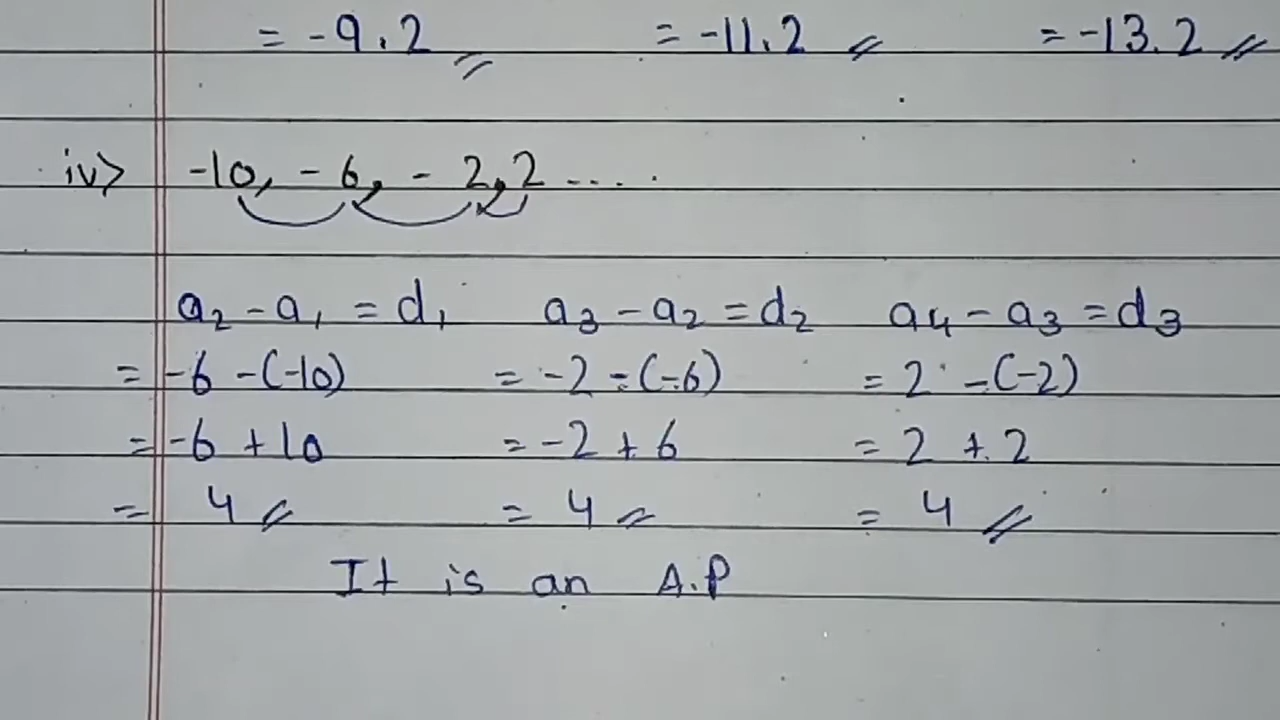 = -9.2 = -11.2 = -13.2
iv> -10, -6, -2, 2 ....
a₂ - a₁ = d₁ a₃ - a₂ = d₂ a₄ - a₃ = d₃
= -6 - (-10) = -2 - (-6) = 2 - (-2)
= -6 + 10 = -2 + 6 = 2 + 2
= 4 = 4 = 4
It is an A.P